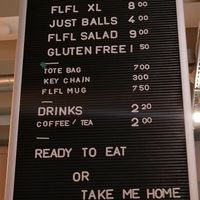 FLFL XL 8 00
JUST BALLS 4 00
FLFL SALAD 9 00
GLUTEN FREE 1 50
TOTE BAG 7 00
KEY CHAIN 3 00
FLFL MUG 7 50
DRINKS 2 20
COFFEE / TEA 2 00
READY TO EAT
OR
TAKE ME HOME